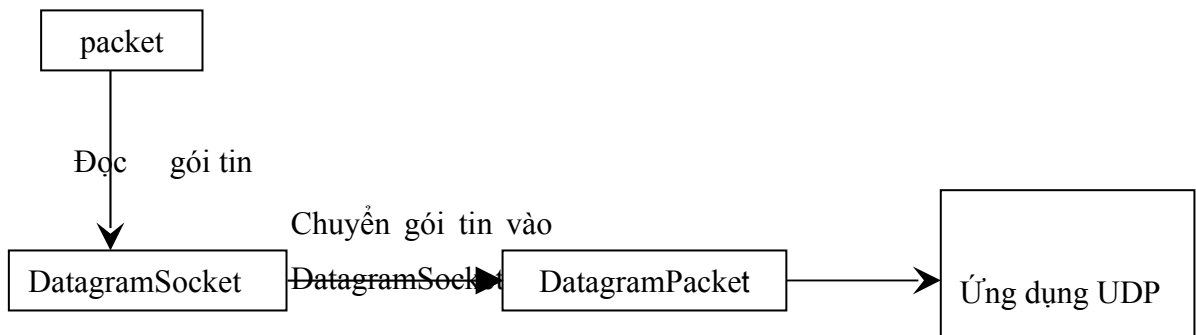 packet
Đọc gói tin
Chuyển gói tin vào
DatagramSocket
DatagramSocket
DatagramPacket
Ứng dụng UDP